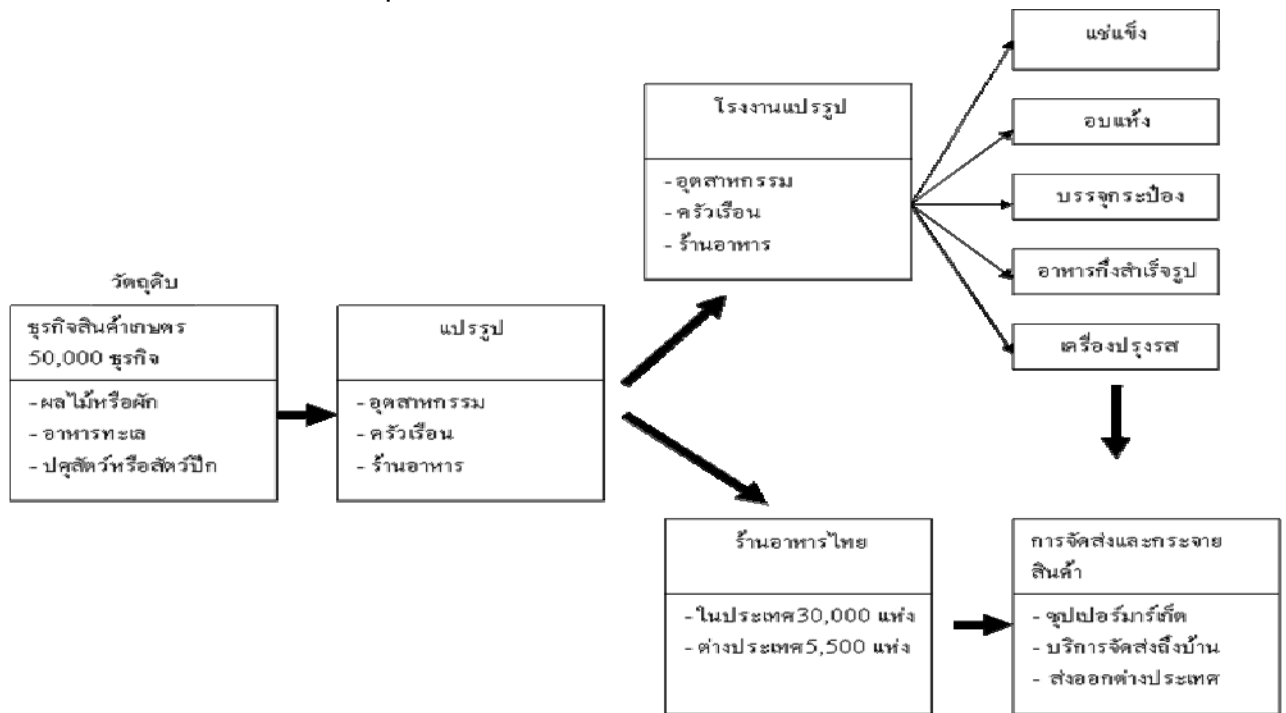 วัตถุดิบ
ธุรกิจสินค้าเกษตร
50,000 ธุรกิจ
-ผลไม้หรือผัก
-อาหารทะเล
-ปศุสัตว์หรือสัตว์ปีก
แปรรูป
-อุตสาหกรรม
-ครัวเรือน
-ร้านอาหาร
โรงงานแปรรูป
-อุตสาหกรรม
-ครัวเรือน
- ร้านอาหาร
แช่แข็ง
อบแห้ง
บรรจุกระป๋อง
อาหารกึ่งสำเร็จรูป
เครื่องปรุงรส
ร้านอาหารไทย
-ในประเทศ30,000 แห่ง
-ต่างประเทศ5,500 แห่ง
การจัดส่งและกระจาย
สินค้า
- ซุปเปอร์มาร์เก็ต
- บริการจัดส่งถึงบ้าน
- ส่งออกต่างประเทศ